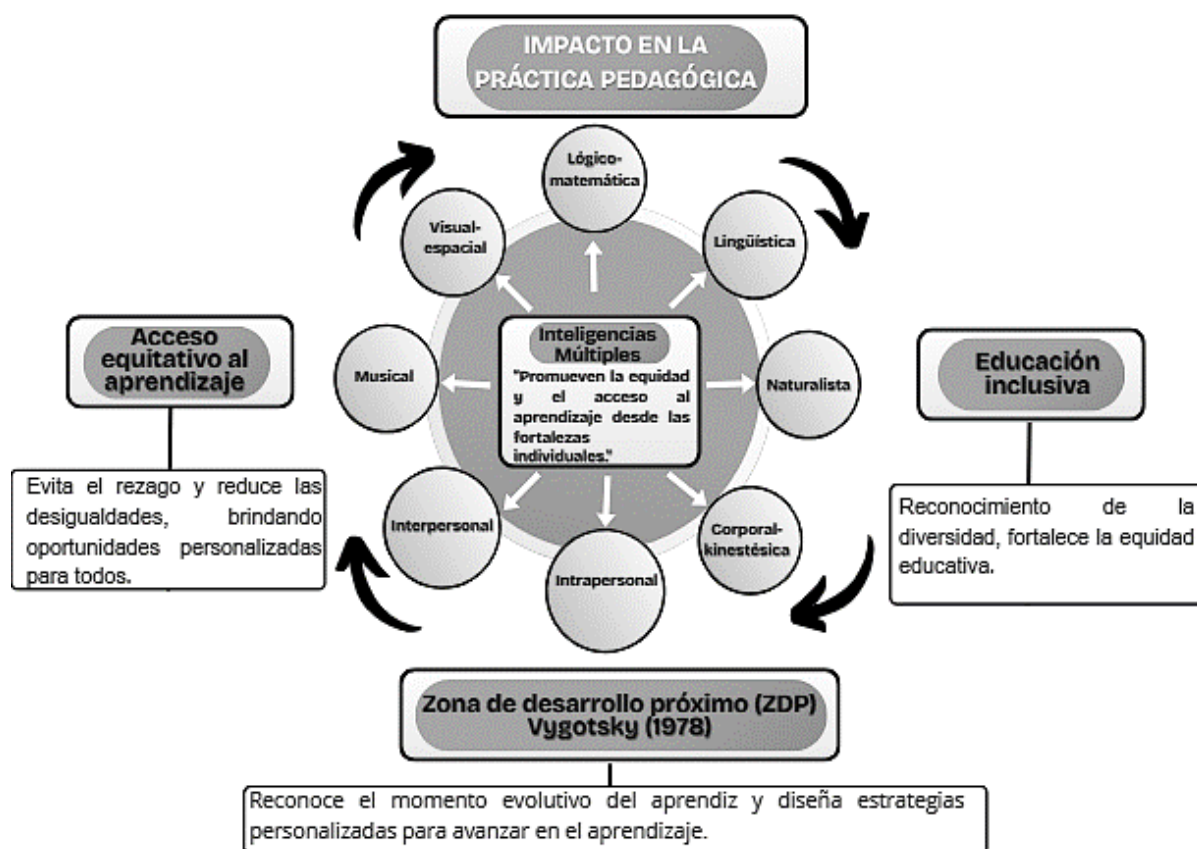 IMPACTO EN LA
PRÁCTICA PEDAGÓGICA
Lógico-
matemática
Visual-
espacial
Lingüística
Acceso
equitativo al
aprendizaje
Musical
Inteligencias
Múltiples
"Promueven la equidad
y el acceso al
aprendizaje desde las
fortalezas
individuales."
Naturalista
Educación
inclusiva
Evita el rezago y reduce las
desigualdades, brindando
oportunidades personalizadas
para todos.
Interpersonal
Intrapersonal
Corporal-
kinestésica
Reconocimiento de la
diversidad, fortalece la equidad
educativa.
Zona de desarrollo próximo (ZDP)
Vygotsky (1978)
Reconoce el momento evolutivo del aprendiz y diseña estrategias
personalizadas para avanzar en el aprendizaje.